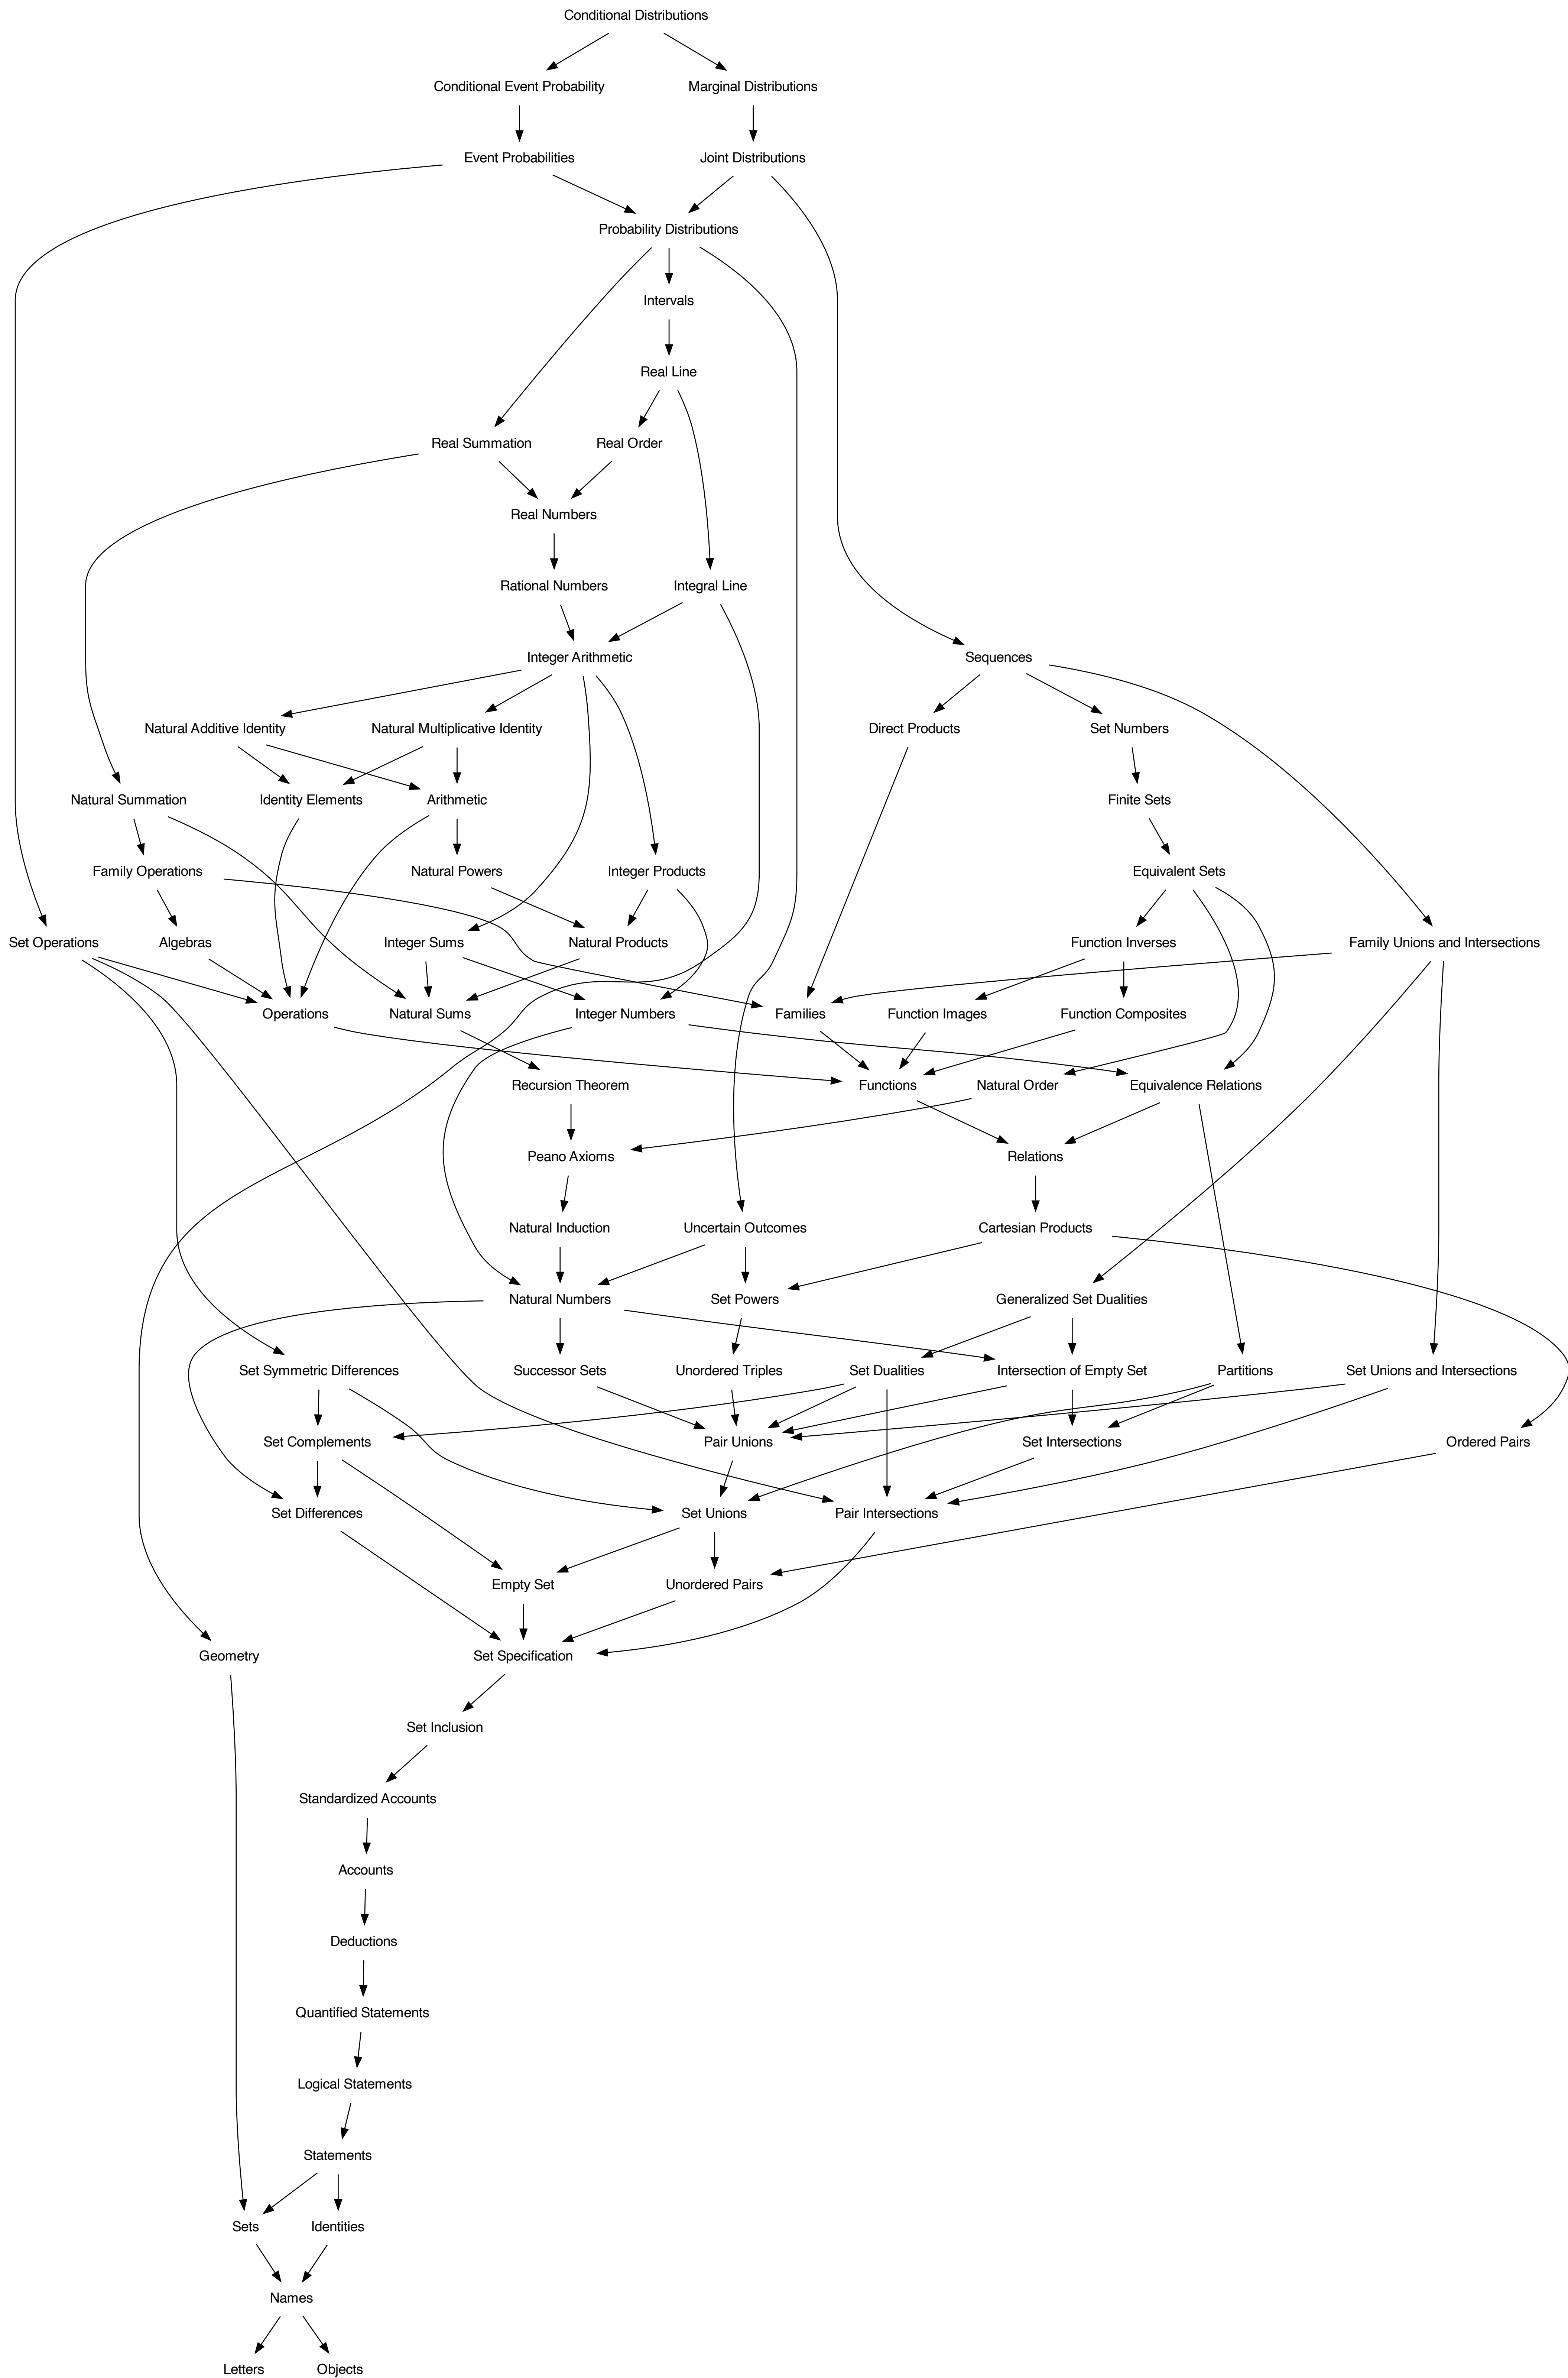 Conditional Distributions
Conditional Event Probability
Marginal Distributions
Event Probabilities
Joint Distributions
Probability Distributions
Intervals
Real Line
Real Summation
Real Order
Real Numbers
Rational Numbers
Integral Line
Integer Arithmetic
Sequences
Natural Additive Identity
Natural Multiplicative Identity
Direct Products
Set Numbers
Natural Summation
Identity Elements
Arithmetic
Finite Sets
Family Operations
Natural Powers
Integer Products
Equivalent Sets
Set Operations
Algebras
Integer Sums
Natural Products
Function Inverses
Family Unions and Intersections
Operations
Natural Sums
Integer Numbers
Families
Function Images
Function Composites
Recursion Theorem
Functions
Natural Order
Equivalence Relations
Peano Axioms
Relations
Natural Induction
Uncertain Outcomes
Cartesian Products
Natural Numbers
Set Powers
Generalized Set Dualities
Set Symmetric Differences
Successor Sets
Unordered Triples
Set Dualities
Intersection of Empty Set
Partitions
Set Unions and Intersections
Set Complements
Pair Unions
Set Intersections
Ordered Pairs
Set Differences
Set Unions
Pair Intersections
Empty Set
Unordered Pairs
Geometry
Set Specification
Set Inclusion
Standardized Accounts
Accounts
Deductions
Quantified Statements
Logical Statements
Statements
Sets
Identities
Names
Letters
Objects